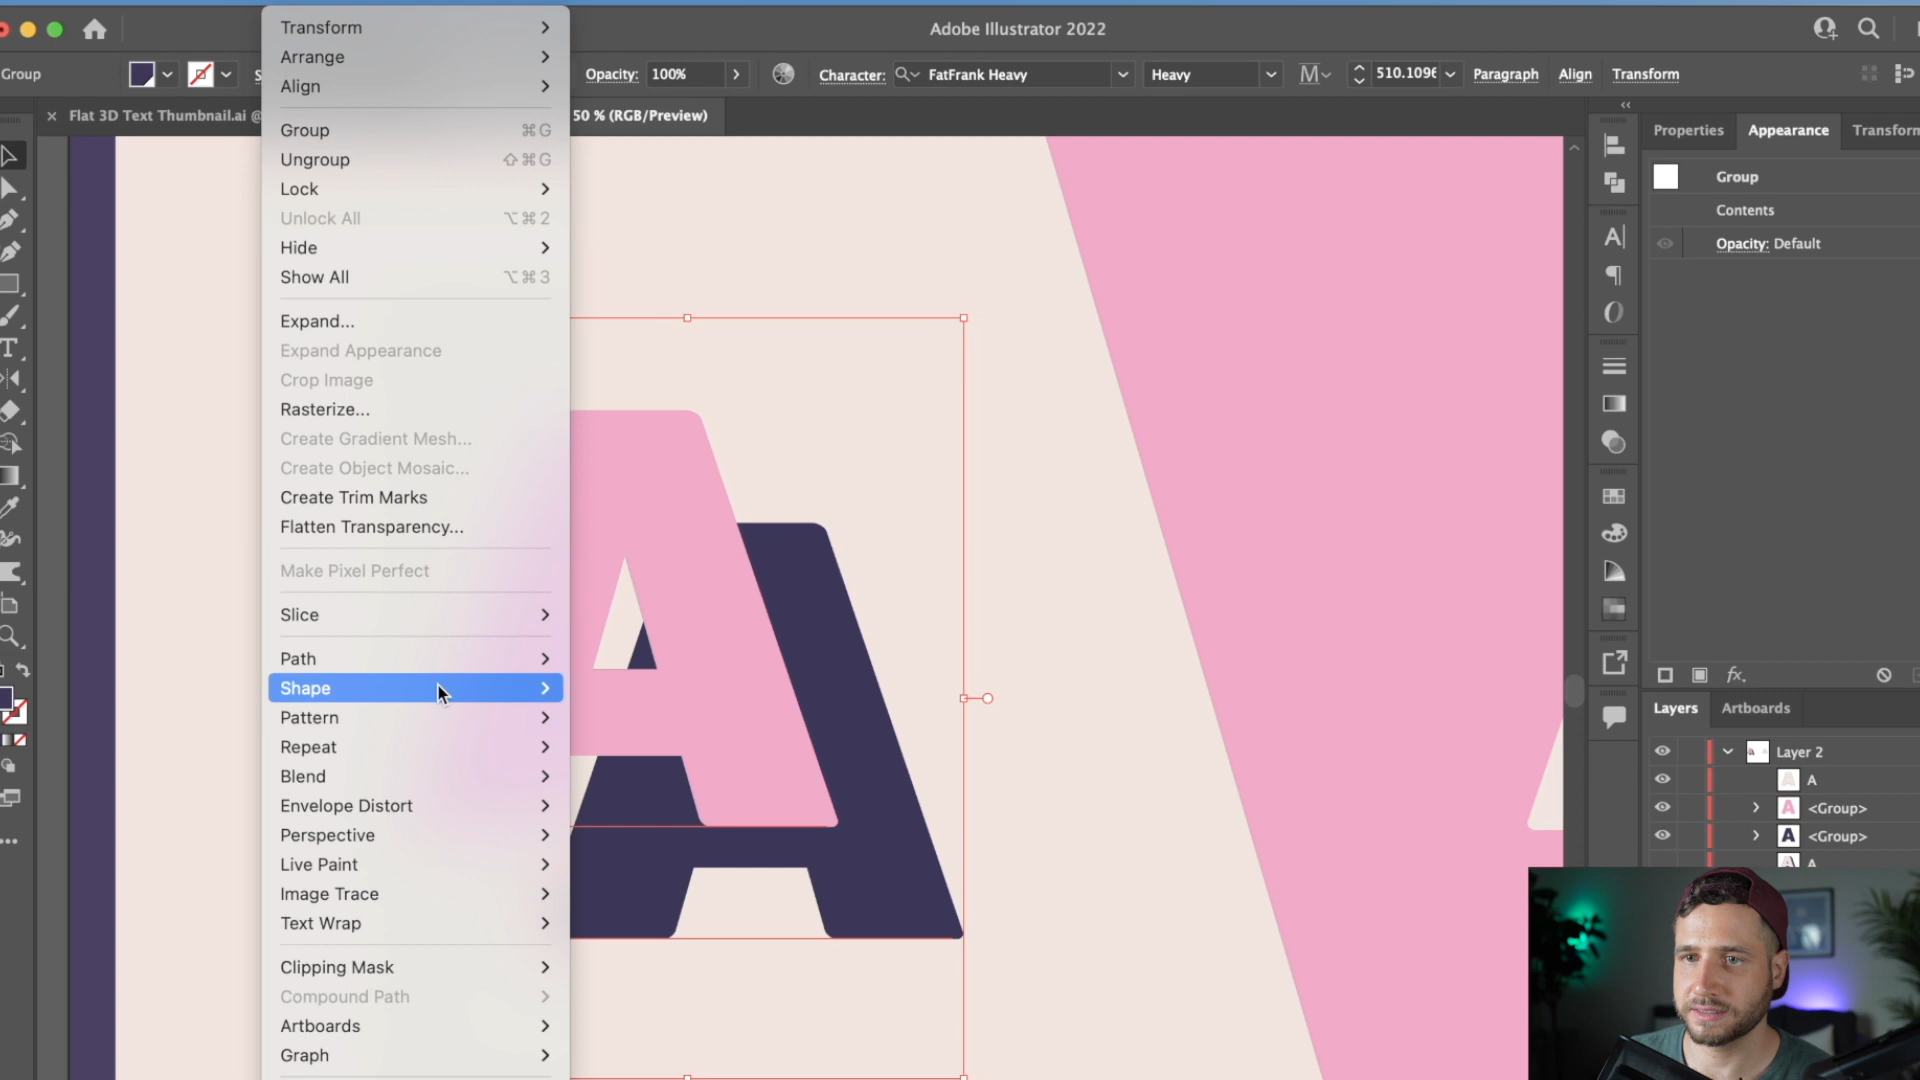 Adobe Illustrator 2022
Group
Opacity: 100%
Character: FatFrank Heavy
Heavy
Paragraph
Align
Transform
Flat 3D Text Thumbnail.ai @
50 % (RGB/Preview)
Transform
Arrange
Align
Group ⌘G
Ungroup ⇧⌘G
Lock
Unlock All ⌥⌘2
Hide
Show All ⌥⌘3
Expand...
Expand Appearance
Crop Image
Rasterize...
Create Gradient Mesh...
Create Object Mosaic...
Create Trim Marks
Flatten Transparency...
Make Pixel Perfect
Slice
Path
Shape
Pattern
Repeat
Blend
Envelope Distort
Perspective
Live Paint
Image Trace
Text Wrap
Clipping Mask
Compound Path
Artboards
Graph
A
A
Properties
Appearance
Transform
Group
Contents
Opacity: Default
fx.
Layers
Artboards
Layer 2
A
<Group>
<Group>
A